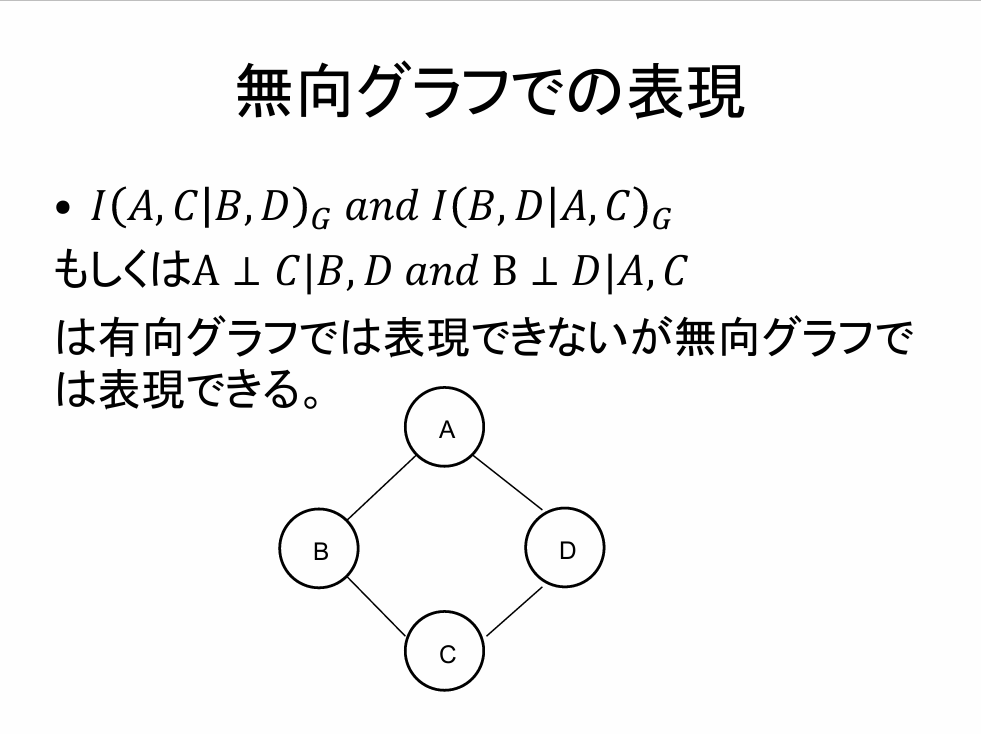 無向グラフでの表現
• I(A, C|B, D)_G and I(B, D|A, C)_G
もしくはA ⊥ C|B, D and B ⊥ D|A, C
は有向グラフでは表現できないが無向グラフで
は表現できる。
A
B
D
C